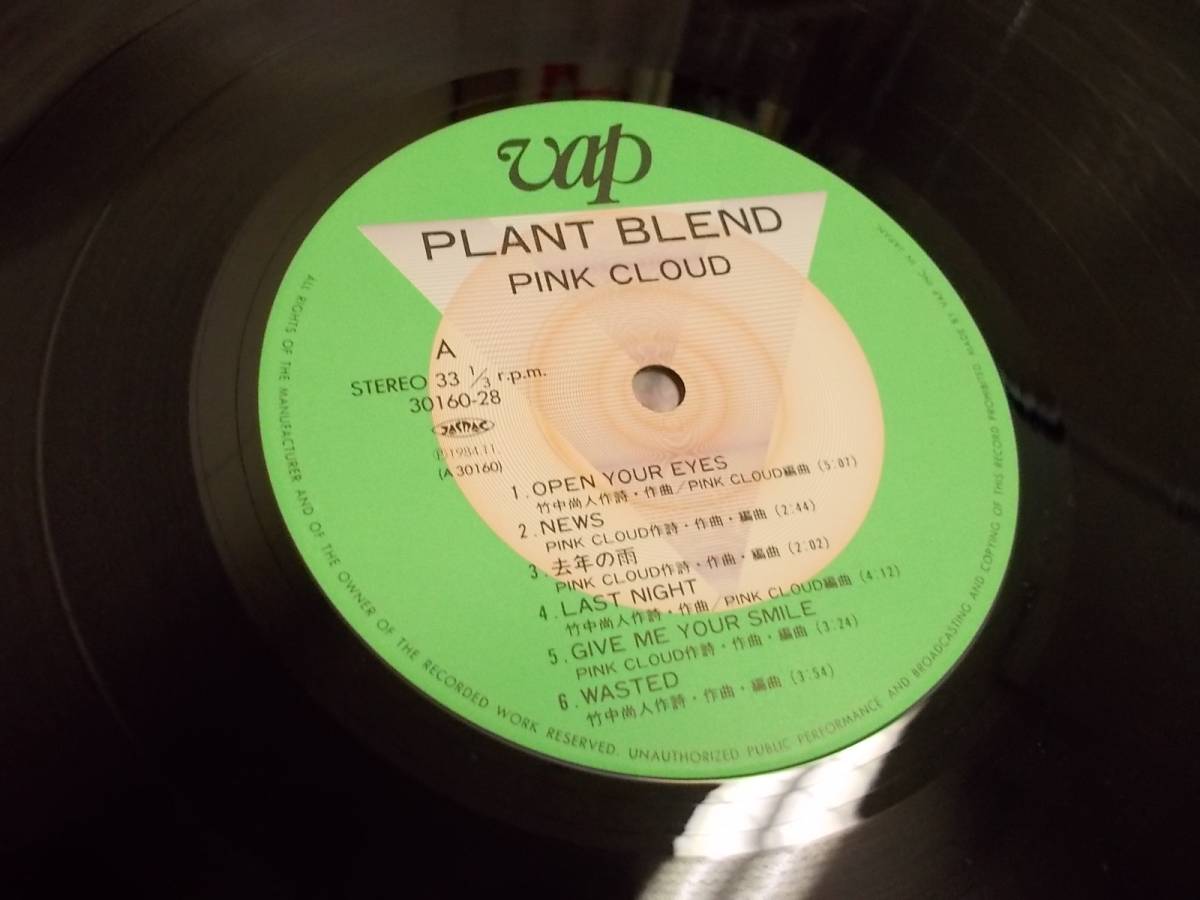 vap
PLANT BLEND
PINK CLOUD
A
STEREO 33 1/3 r.p.m.
30160-28
JASRAC
Ⓟ1984.11.
(A 30160)
1. OPEN YOUR EYES
竹中尚人作詩・作曲/PINK CLOUD編曲 (5:07)
2. NEWS
PINK CLOUD作詩・作曲・編曲 (2:44)
3. 去年の雨
PINK CLOUD作詩・作曲・編曲 (2:02)
4. LAST NIGHT
竹中尚人作詩・作曲/PINK CLOUD編曲 (4:12)
5. GIVE ME YOUR SMILE
PINK CLOUD作詩・作曲・編曲 (3:24)
6. WASTED
竹中尚人作詩・作曲・編曲 (3:54)
ALL RIGHTS OF THE MANUFACTURER AND OF THE OWNER OF THE RECORDED WORK RESERVED. UNAUTHORIZED PUBLIC PERFORMANCE AND BROADCASTING AND COPYING OF THIS RECORD PROHIBITED MADE BY VAP INC. IN JAPAN.